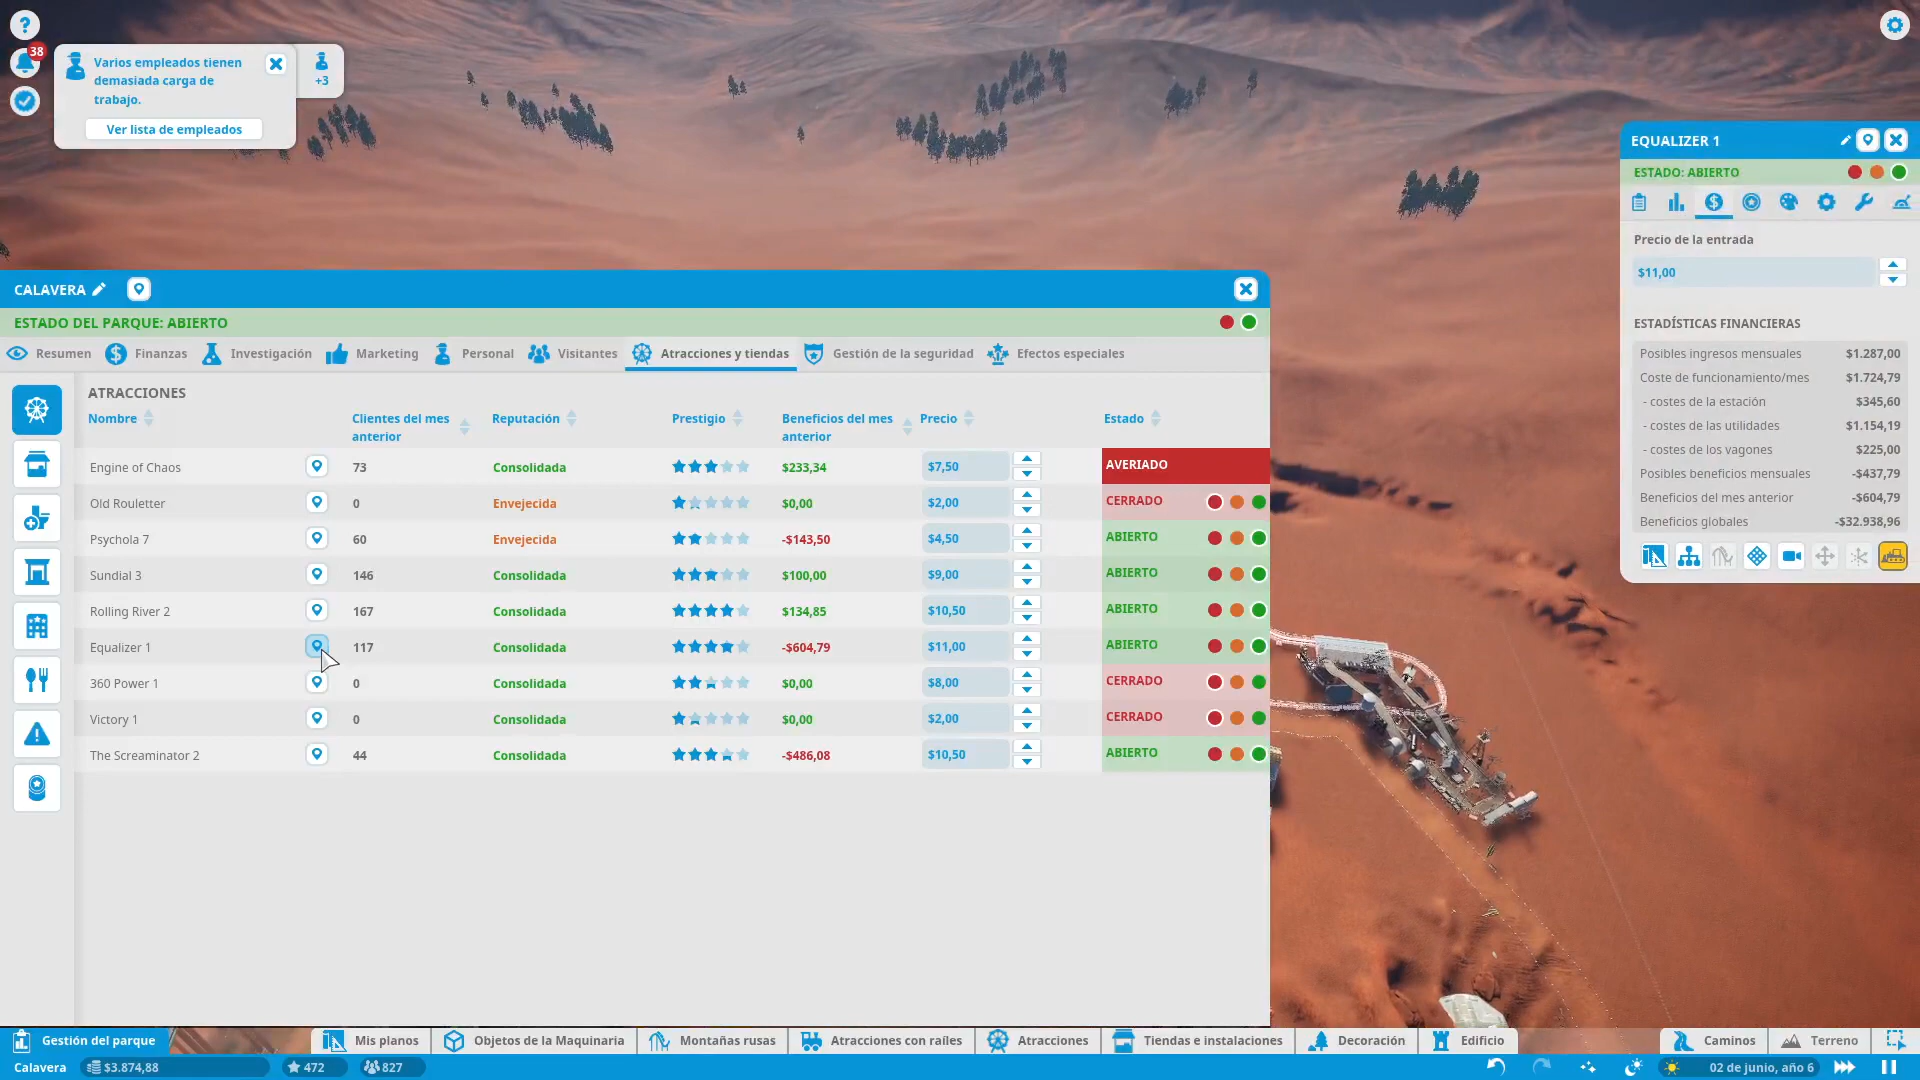 ?
38
Varios empleados tienen
demasiada carga de
trabajo.
Ver lista de empleados
+3
EQUALIZER 1
ESTADO: ABIERTO
Precio de la entrada
$11,00
ESTADÍSTICAS FINANCIERAS
Posibles ingresos mensuales $1.287,00
Coste de funcionamiento/mes $1.724,79
- costes de la estación $345,60
- costes de las utilidades $1.154,19
- costes de los vagones $225,00
Posibles beneficios mensuales -$437,79
Beneficios del mes anterior -$604,79
Beneficios globales -$32.938,96
CALAVERA
ESTADO DEL PARQUE: ABIERTO
Resumen Finanzas Investigación Marketing Personal Visitantes Atracciones y tiendas Gestión de la seguridad Efectos especiales
ATRACCIONES
Nombre Clientes del mes anterior Reputación Prestigio Beneficios del mes anterior Precio Estado
Engine of Chaos 73 Consolidada $233,34 $7,50 AVERIADO
Old Rouletter 0 Envejecida $0,00 $2,00 CERRADO
Psychola 7 60 Envejecida -$143,50 $4,50 ABIERTO
Sundial 3 146 Consolidada $100,00 $9,00 ABIERTO
Rolling River 2 167 Consolidada $134,85 $10,50 ABIERTO
Equalizer 1 117 Consolidada -$604,79 $11,00 ABIERTO
360 Power 1 0 Consolidada $0,00 $8,00 CERRADO
Victory 1 0 Consolidada $0,00 $2,00 CERRADO
The Screaminator 2 44 Consolidada -$486,08 $10,50 ABIERTO
Gestión del parque Mis planos Objetos de la Maquinaria Montañas rusas Atracciones con raíles Atracciones Tiendas e instalaciones Decoración Edificio Caminos Terreno
Calavera $3.874,88 472 827 02 de junio, año 6